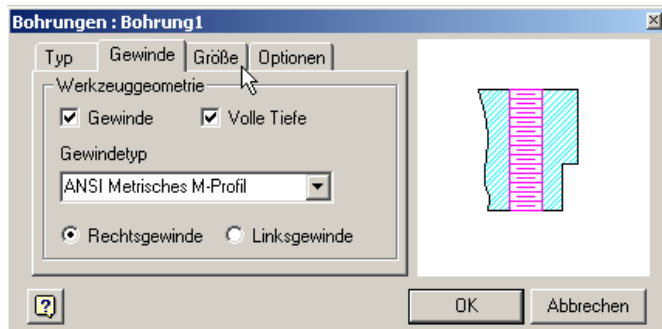 Bohrungen : Bohrung1
Typ Gewinde Größe Optionen
Werkzeuggeometrie
Gewinde Volle Tiefe
Gewindetyp
ANSI Metrisches M-Profil
Rechtsgewinde Linksgewinde
OK Abbrechen